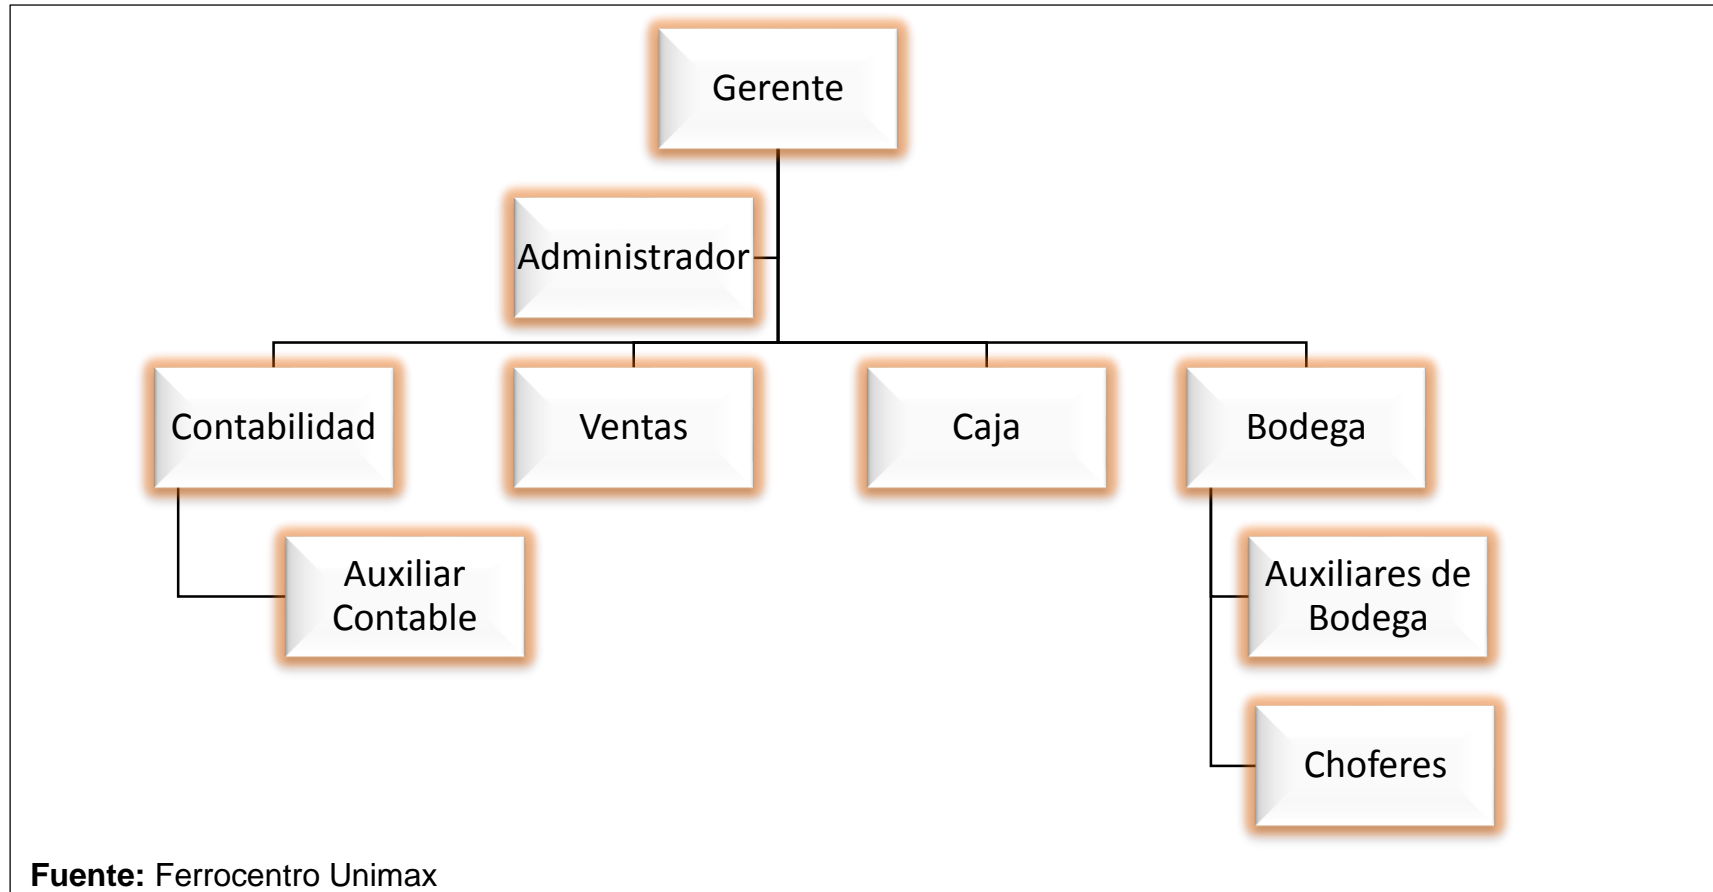 Gerente
Administrador
Contabilidad
Ventas
Caja
Bodega
Auxiliar
Contable
Auxiliares de
Bodega
Choferes
Fuente: Ferrocentro Unimax